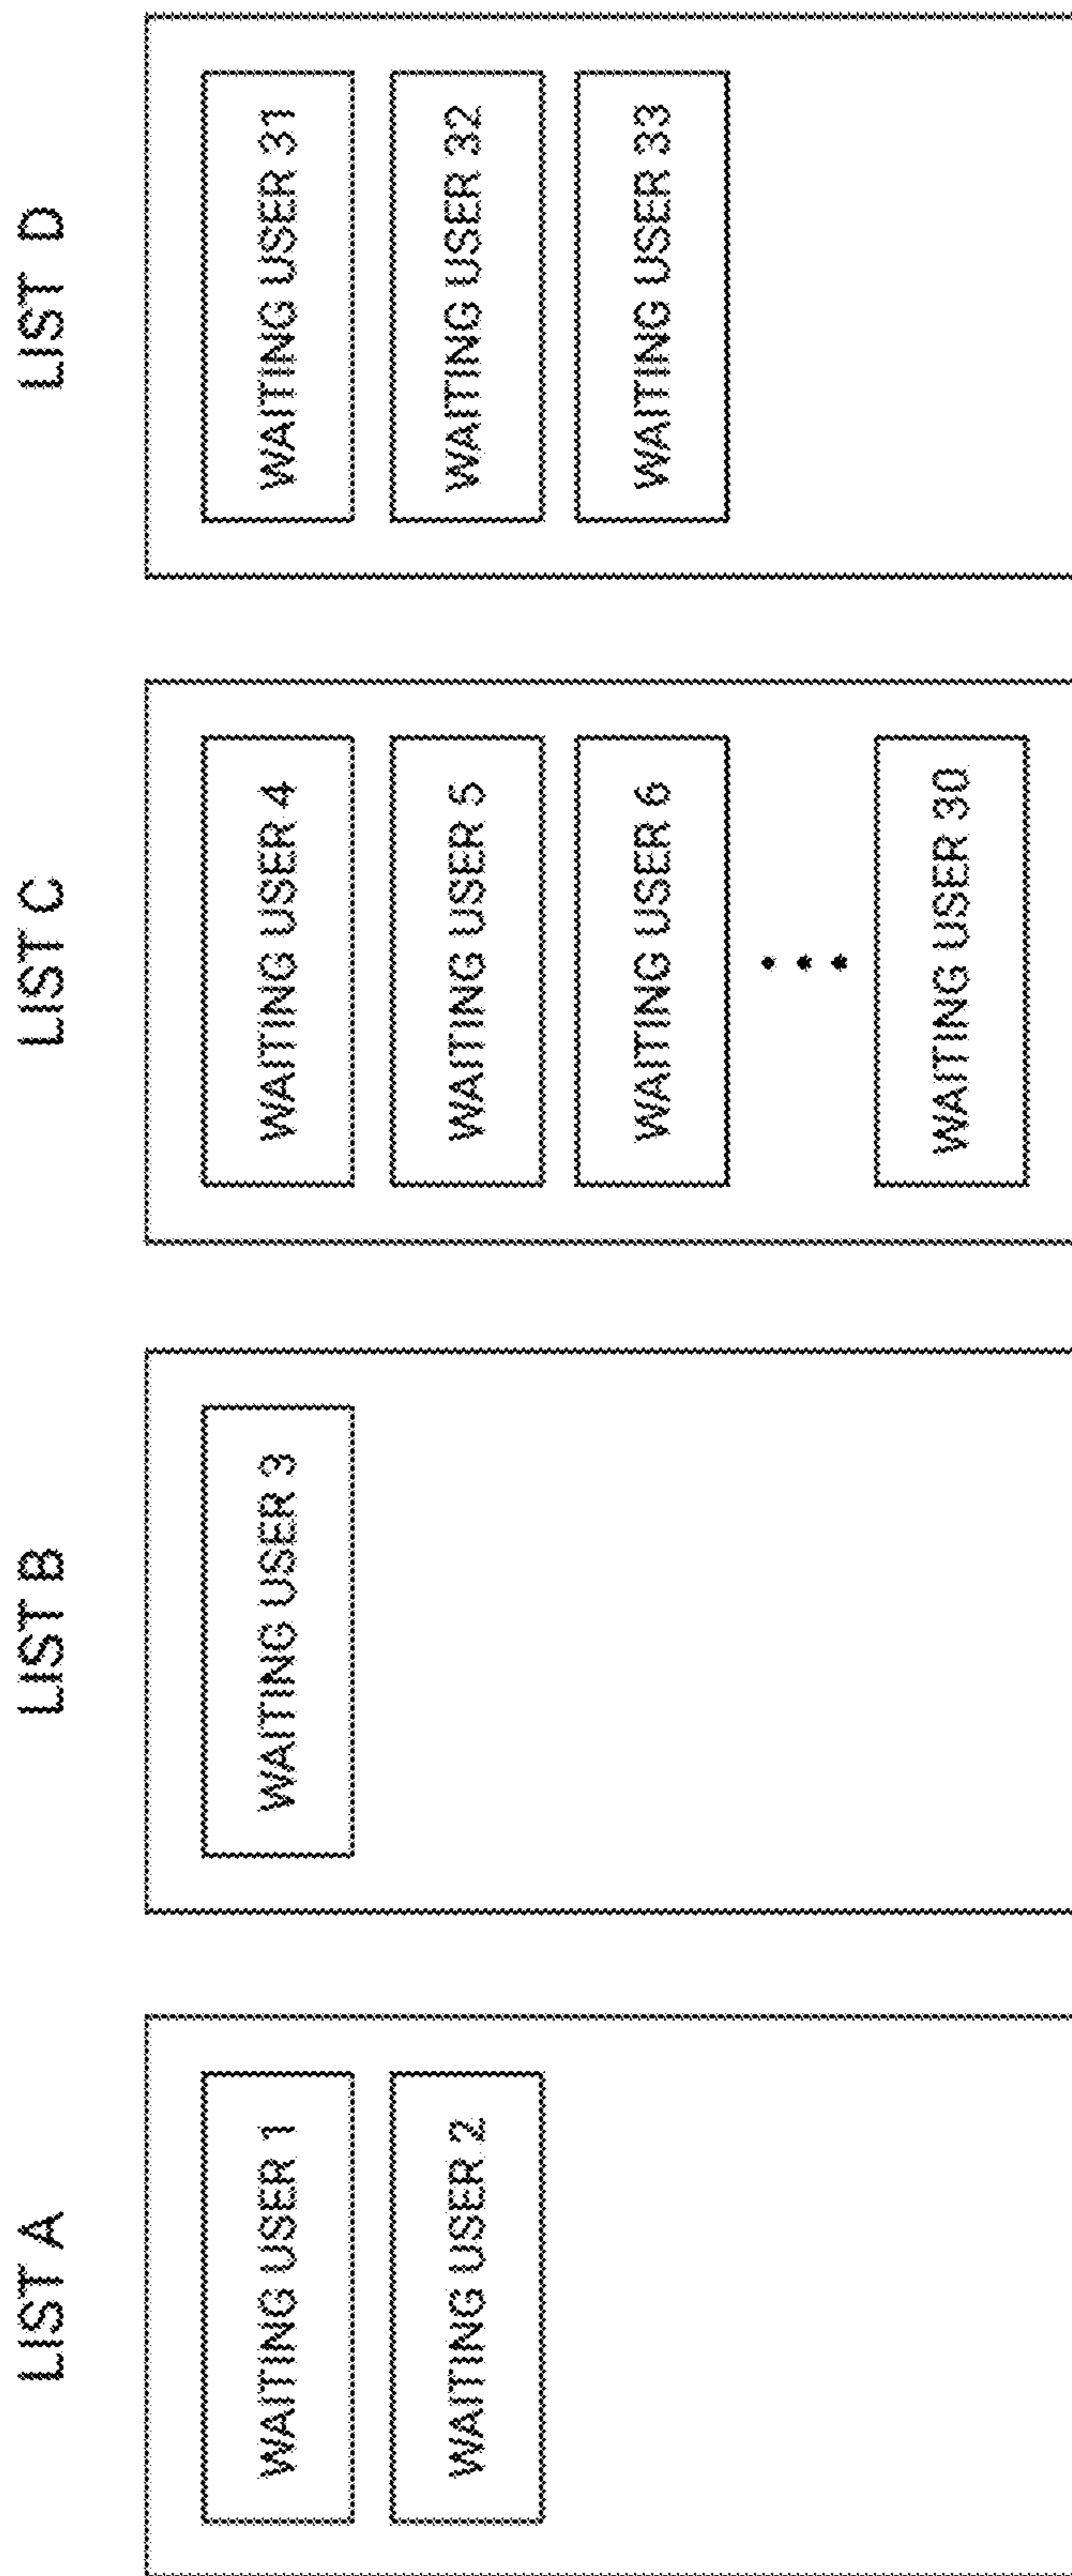 LIST A
WAITING USER 1
WAITING USER 2
LIST B
WAITING USER 3
LIST C
WAITING USER 4
WAITING USER 5
WAITING USER 6
• • •
WAITING USER 30
LIST D
WAITING USER 31
WAITING USER 32
WAITING USER 33